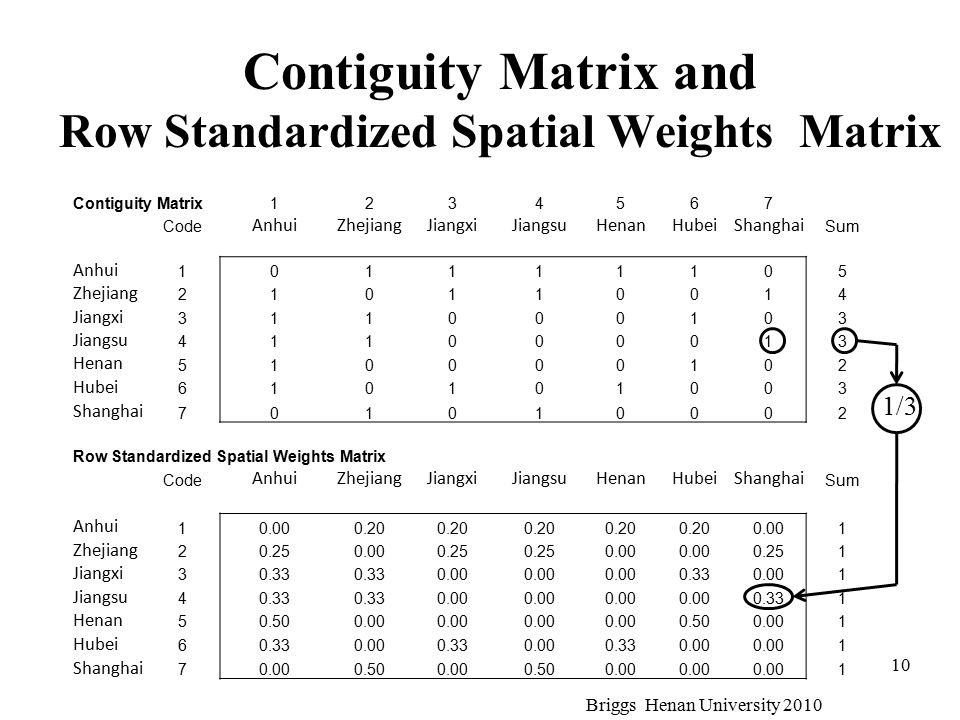 Contiguity Matrix and
Row Standardized Spatial Weights Matrix
Contiguity Matrix 1 2 3 4 5 6 7
Code Anhui Zhejiang Jiangxi Jiangsu Henan Hubei Shanghai Sum
Anhui 1 0 1 1 1 1 1 0 5
Zhejiang 2 1 0 1 1 0 0 1 4
Jiangxi 3 1 1 0 0 0 1 0 3
Jiangsu 4 1 1 0 0 0 0 1 3
Henan 5 1 0 0 0 0 1 0 2
Hubei 6 1 0 1 0 1 0 0 3
Shanghai 7 0 1 0 1 0 0 0 2
1/3
Row Standardized Spatial Weights Matrix
Code Anhui Zhejiang Jiangxi Jiangsu Henan Hubei Shanghai Sum
Anhui 1 0.00 0.20 0.20 0.20 0.20 0.20 0.00 1
Zhejiang 2 0.25 0.00 0.25 0.25 0.00 0.00 0.25 1
Jiangxi 3 0.33 0.33 0.00 0.00 0.00 0.33 0.00 1
Jiangsu 4 0.33 0.33 0.00 0.00 0.00 0.00 0.33 1
Henan 5 0.50 0.00 0.00 0.00 0.00 0.50 0.00 1
Hubei 6 0.33 0.00 0.33 0.00 0.33 0.00 0.00 1
Shanghai 7 0.00 0.50 0.00 0.50 0.00 0.00 0.00 1
10
Briggs Henan University 2010